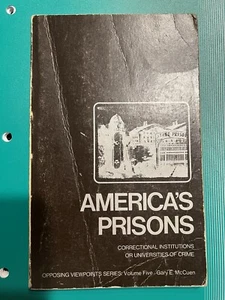 AMERICA'S
PRISONS
CORRECTIONAL INSTITUTIONS
OR UNIVERSITIES OF CRIME
OPPOSING VIEWPOINTS SERIES: Volume Five - Gary E. McCuen